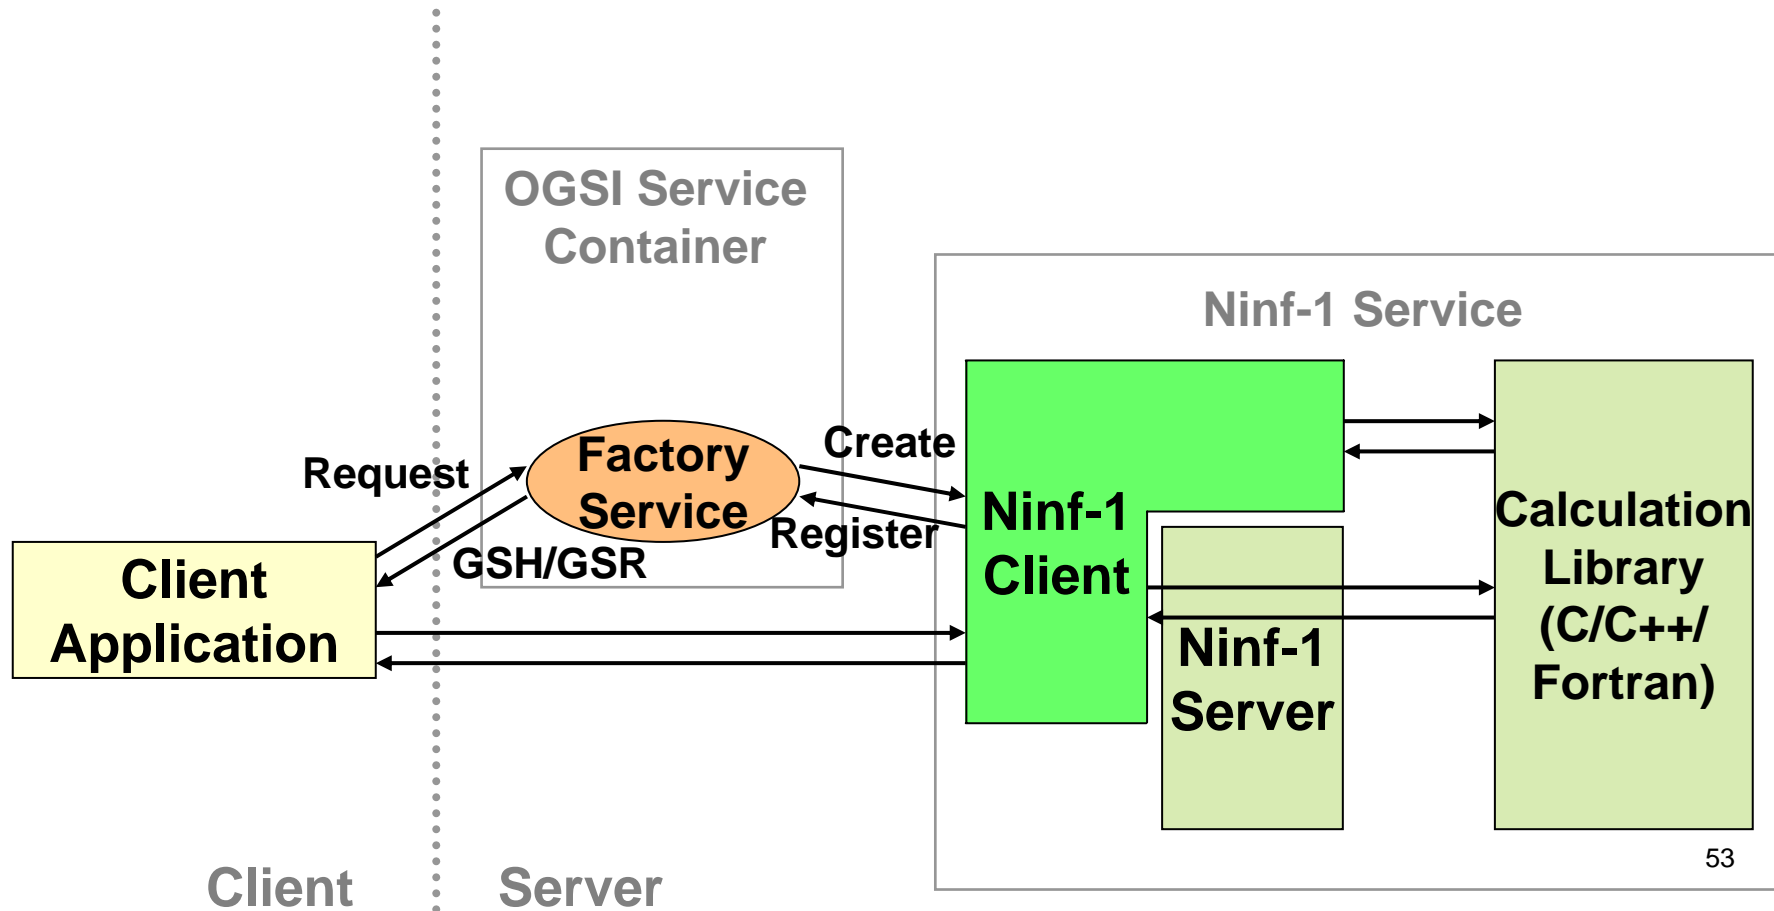 OGSI Service
Container
Ninf-1 Service
Request
Factory
Service
Create
Register
GSH/GSR
Client
Application
Ninf-1
Client
Ninf-1
Server
Calculation
Library
(C/C++/
Fortran)
53
Client
Server